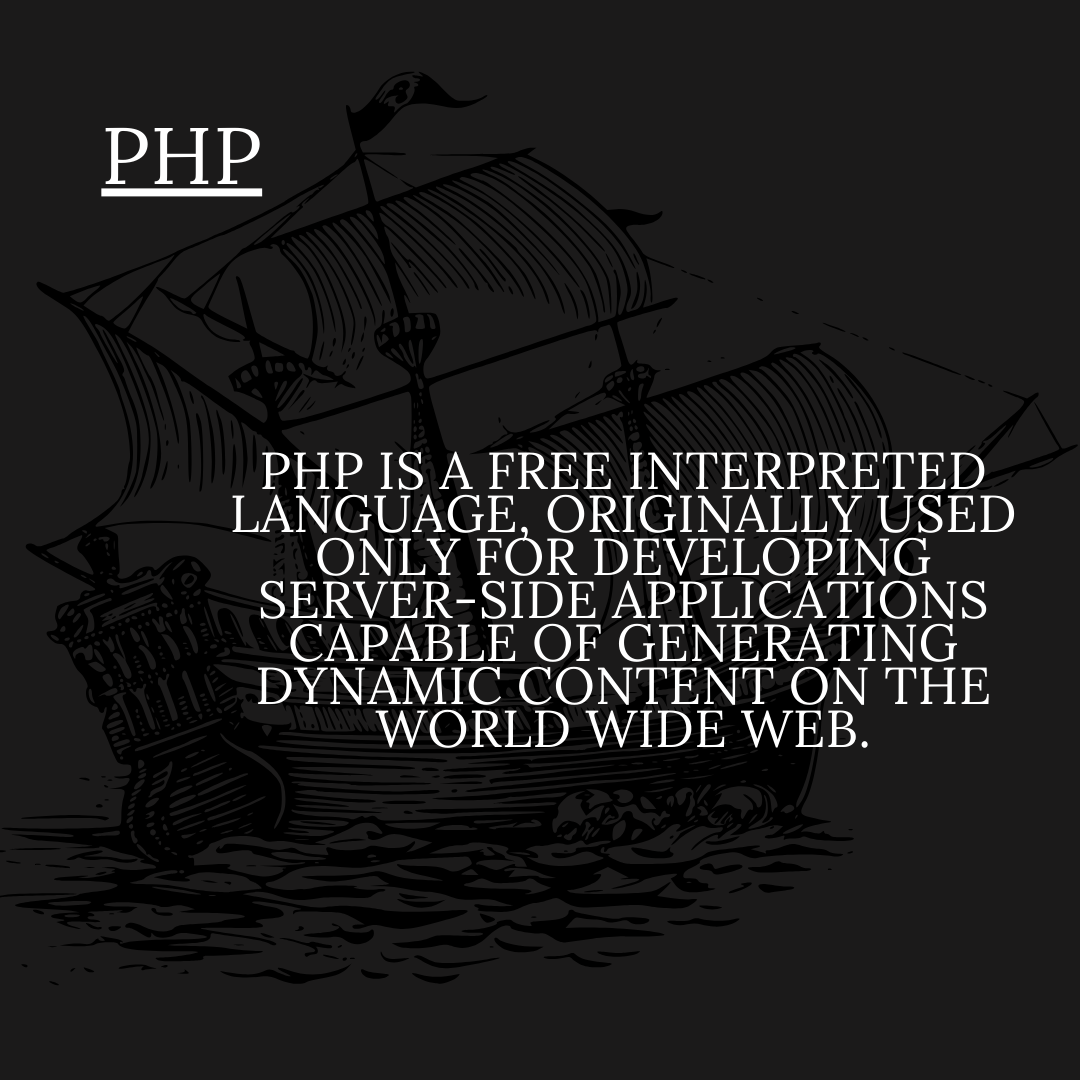 PHP
PHP IS A FREE INTERPRETED
LANGUAGE, ORIGINALLY USED
ONLY FOR DEVELOPING
SERVER-SIDE APPLICATIONS
CAPABLE OF GENERATING
DYNAMIC CONTENT ON THE
WORLD WIDE WEB.